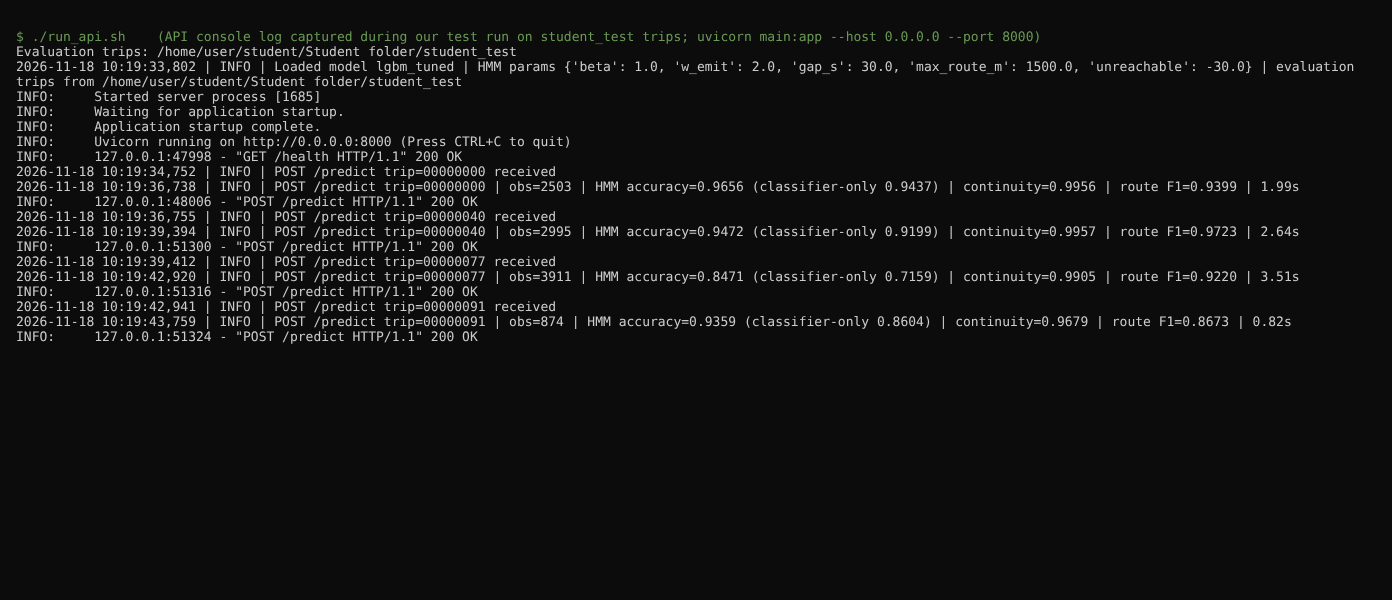 $ ./run_api.sh    (API console log captured during our test run on student_test trips; uvicorn main:app --host 0.0.0.0 --port 8000)
Evaluation trips: /home/user/student/Student folder/student_test
2026-11-18 10:19:33,802 | INFO | Loaded model lgbm_tuned | HMM params {'beta': 1.0, 'w_emit': 2.0, 'gap_s': 30.0, 'max_route_m': 1500.0, 'unreachable': -30.0} | evaluation
trips from /home/user/student/Student folder/student_test
INFO:     Started server process [1685]
INFO:     Waiting for application startup.
INFO:     Application startup complete.
INFO:     Uvicorn running on http://0.0.0.0:8000 (Press CTRL+C to quit)
INFO:     127.0.0.1:47998 - "GET /health HTTP/1.1" 200 OK
2026-11-18 10:19:34,752 | INFO | POST /predict trip=00000000 received
2026-11-18 10:19:36,738 | INFO | POST /predict trip=00000000 | obs=2503 | HMM accuracy=0.9656 (classifier-only 0.9437) | continuity=0.9956 | route F1=0.9399 | 1.99s
INFO:     127.0.0.1:48006 - "POST /predict HTTP/1.1" 200 OK
2026-11-18 10:19:36,755 | INFO | POST /predict trip=00000040 received
2026-11-18 10:19:39,394 | INFO | POST /predict trip=00000040 | obs=2995 | HMM accuracy=0.9472 (classifier-only 0.9199) | continuity=0.9957 | route F1=0.9723 | 2.64s
INFO:     127.0.0.1:51300 - "POST /predict HTTP/1.1" 200 OK
2026-11-18 10:19:39,412 | INFO | POST /predict trip=00000077 received
2026-11-18 10:19:42,920 | INFO | POST /predict trip=00000077 | obs=3911 | HMM accuracy=0.8471 (classifier-only 0.7159) | continuity=0.9905 | route F1=0.9220 | 3.51s
INFO:     127.0.0.1:51316 - "POST /predict HTTP/1.1" 200 OK
2026-11-18 10:19:42,941 | INFO | POST /predict trip=00000091 received
2026-11-18 10:19:43,759 | INFO | POST /predict trip=00000091 | obs=874 | HMM accuracy=0.9359 (classifier-only 0.8604) | continuity=0.9679 | route F1=0.8673 | 0.82s
INFO:     127.0.0.1:51324 - "POST /predict HTTP/1.1" 200 OK